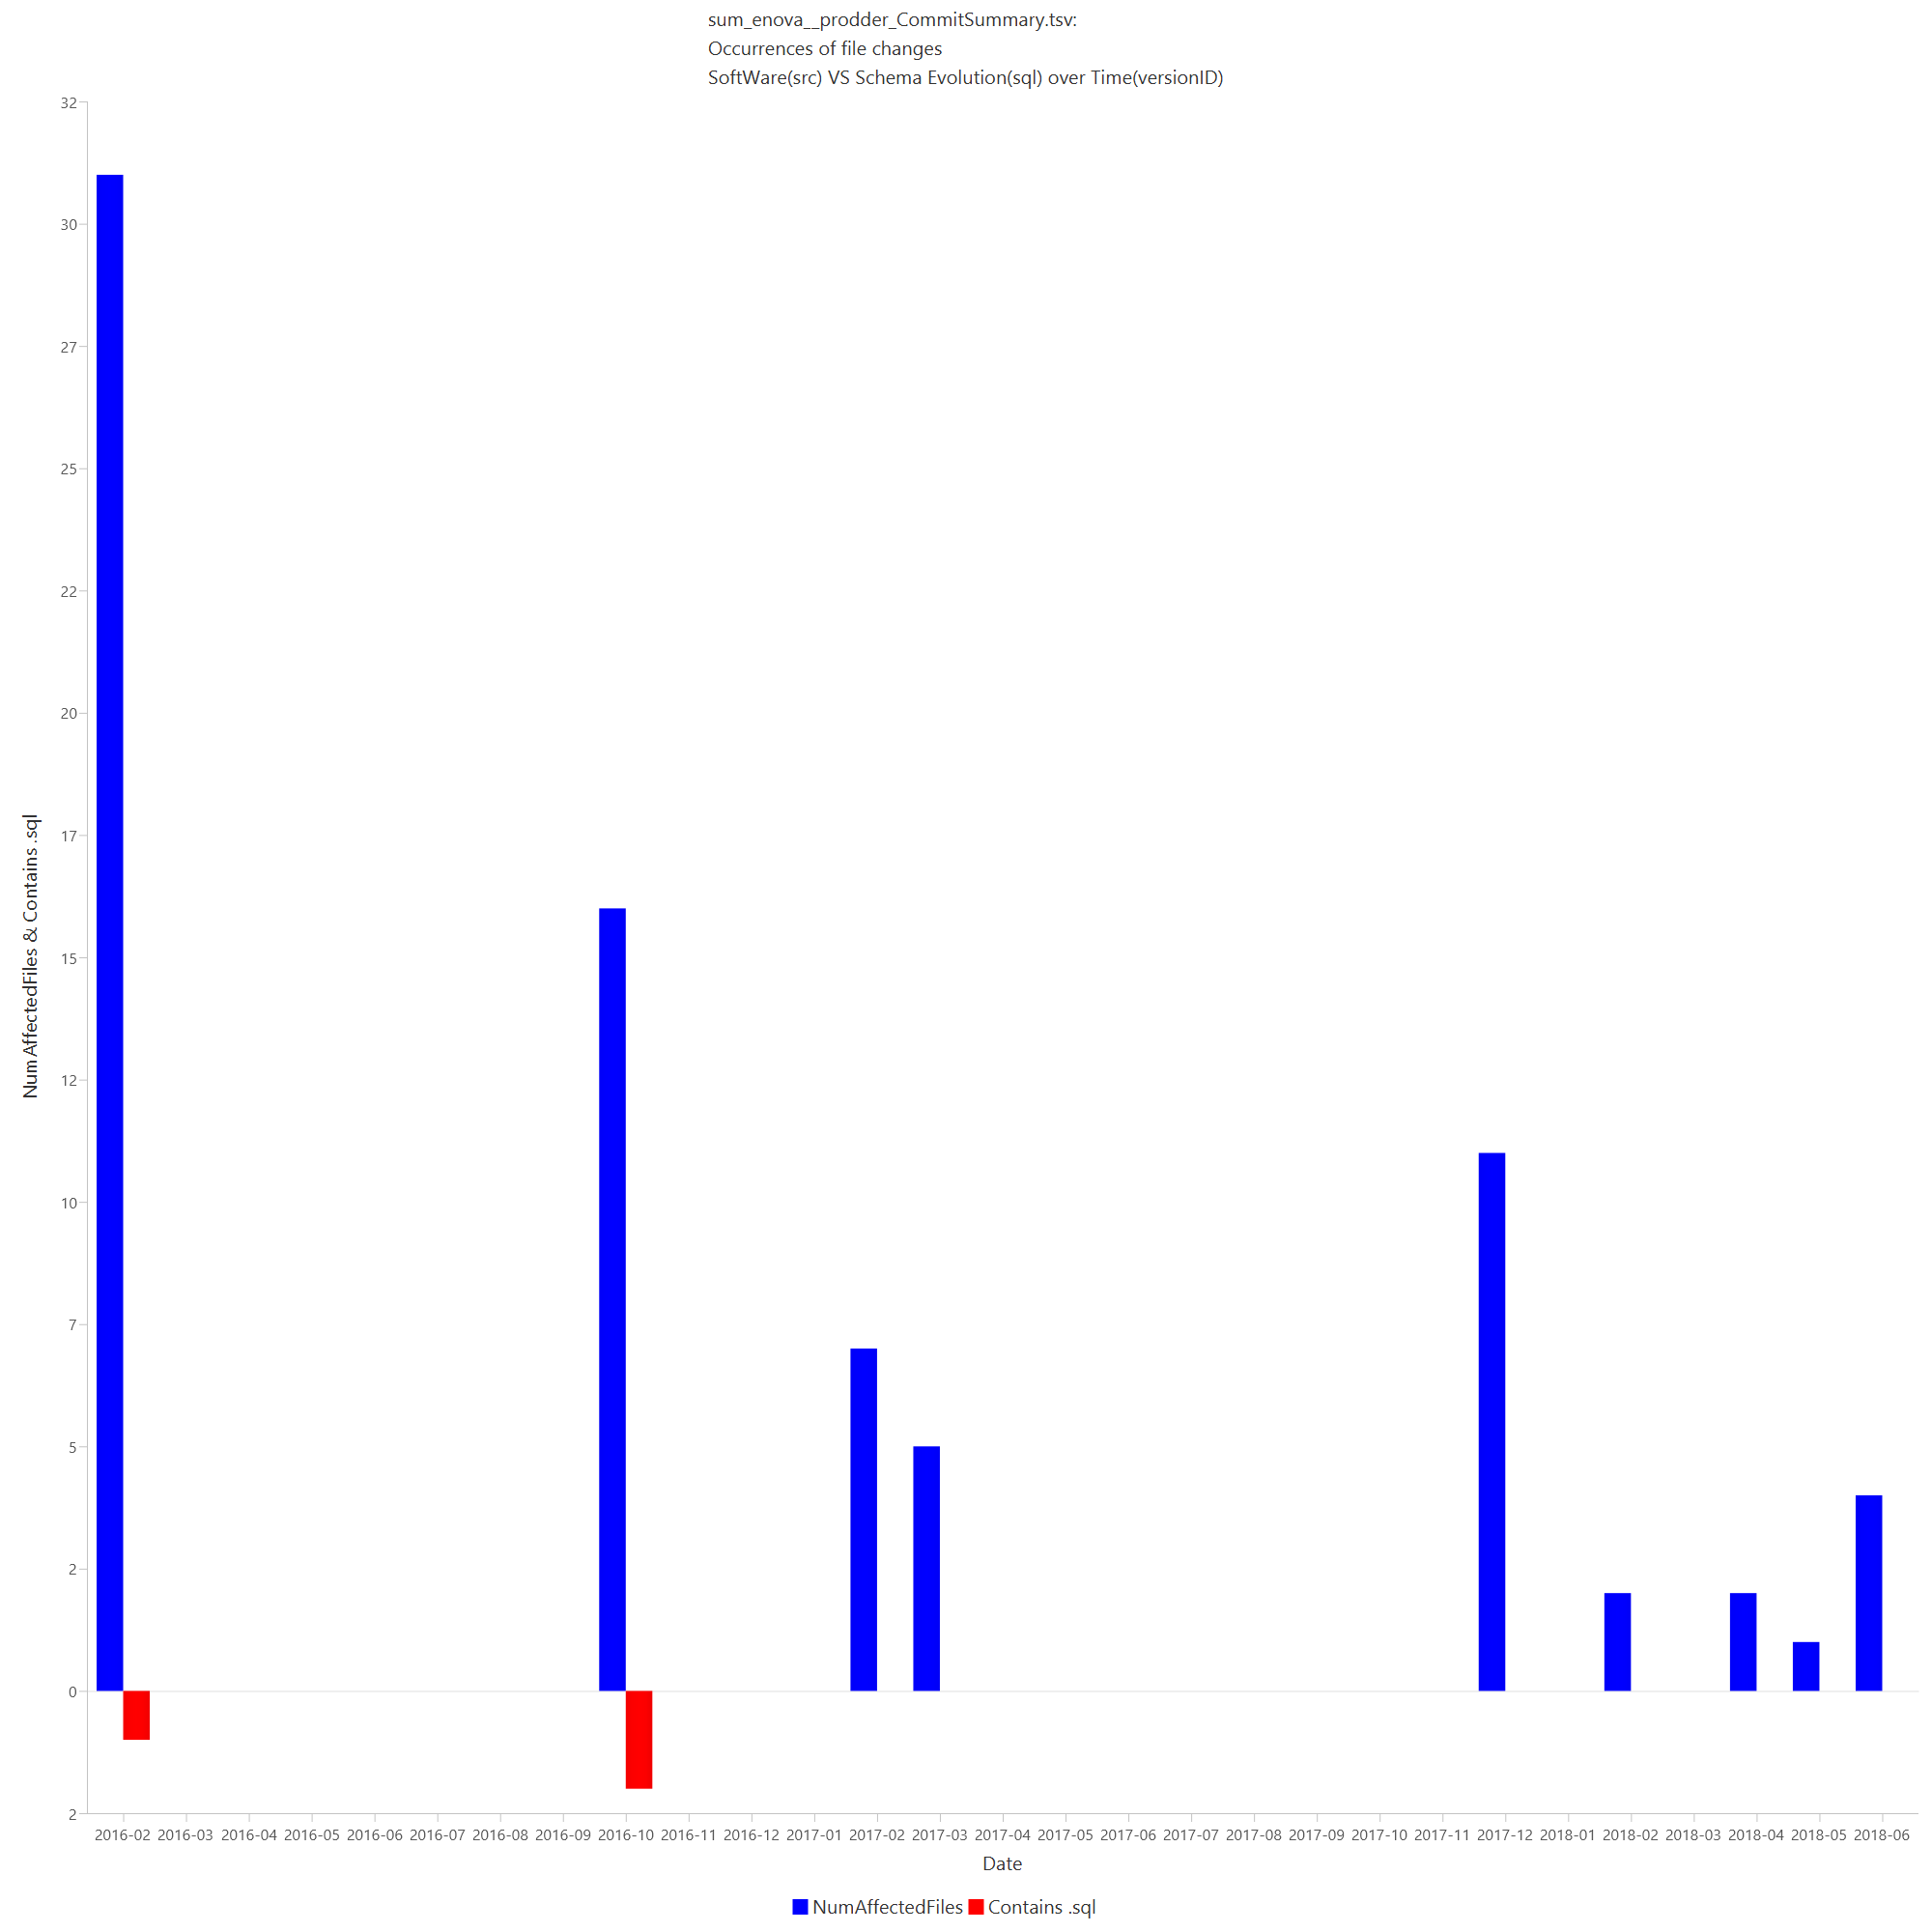 sum_enova__prodder_CommitSummary.tsv:
Occurrences of file changes
SoftWare(src) VS Schema Evolution(sql) over Time(versionID)
32
30
27
25
22
20
17
15
12
10
7
5
2
0
2
NumAffectedFiles & Contains .sql
2016-02 2016-03 2016-04 2016-05 2016-06 2016-07 2016-08 2016-09 2016-10 2016-11 2016-12 2017-01 2017-02 2017-03 2017-04 2017-05 2017-06 2017-07 2017-08 2017-09 2017-10 2017-11 2017-12 2018-01 2018-02 2018-03 2018-04 2018-05 2018-06
Date
NumAffectedFiles Contains .sql